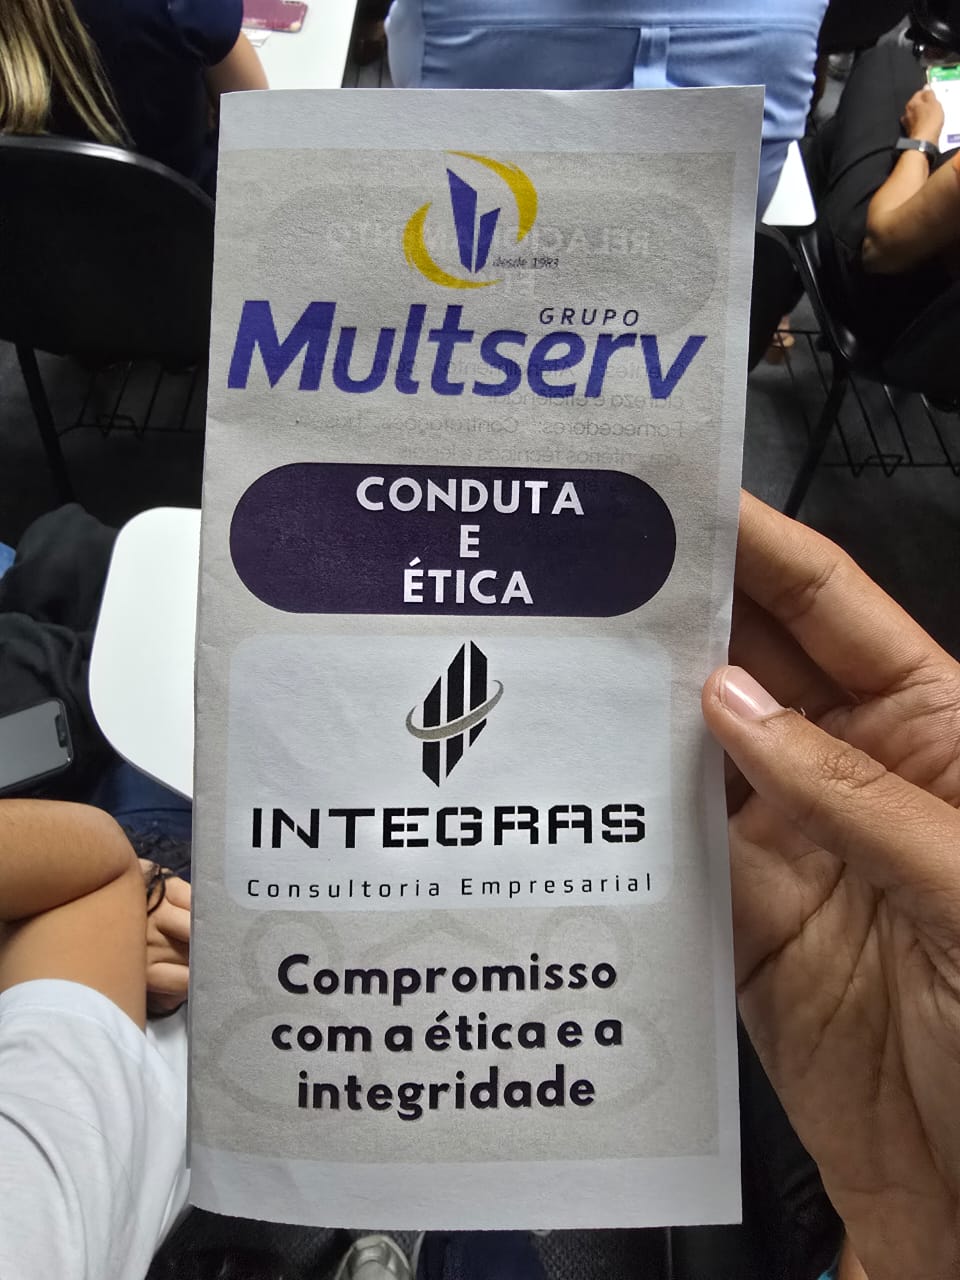 desde 1983
GRUPO
Multserv
CONDUTA
E
ÉTICA
INTEGRAS
Consultoria Empresarial
Compromisso
com a ética e a
integridade